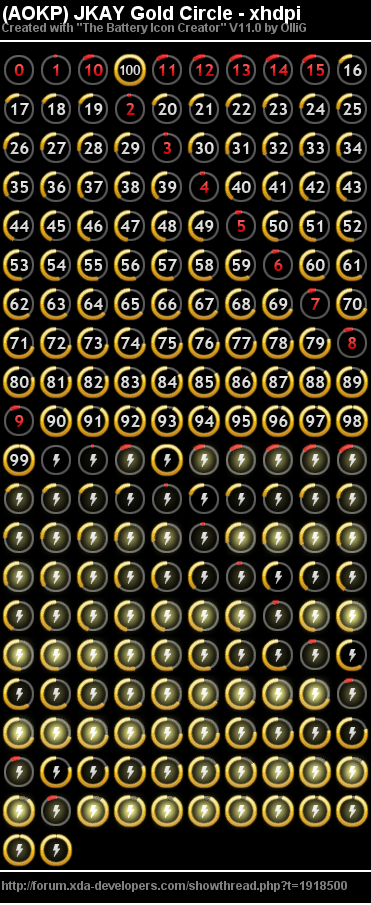 (AOKP) JKAY Gold Circle - xhdpi
Created with "The Battery Icon Creator" V11.0 by OlliG
0 1 10 100 11 12 13 14 15 16
17 18 19 2 20 21 22 23 24 25
26 27 28 29 3 30 31 32 33 34
35 36 37 38 39 4 40 41 42 43
44 45 46 47 48 49 5 50 51 52
53 54 55 56 57 58 59 6 60 61
62 63 64 65 66 67 68 69 7 70
71 72 73 74 75 76 77 78 79 8
80 81 82 83 84 85 86 87 88 89
9 90 91 92 93 94 95 96 97 98
99
http://forum.xda-developers.com/showthread.php?t=1918500